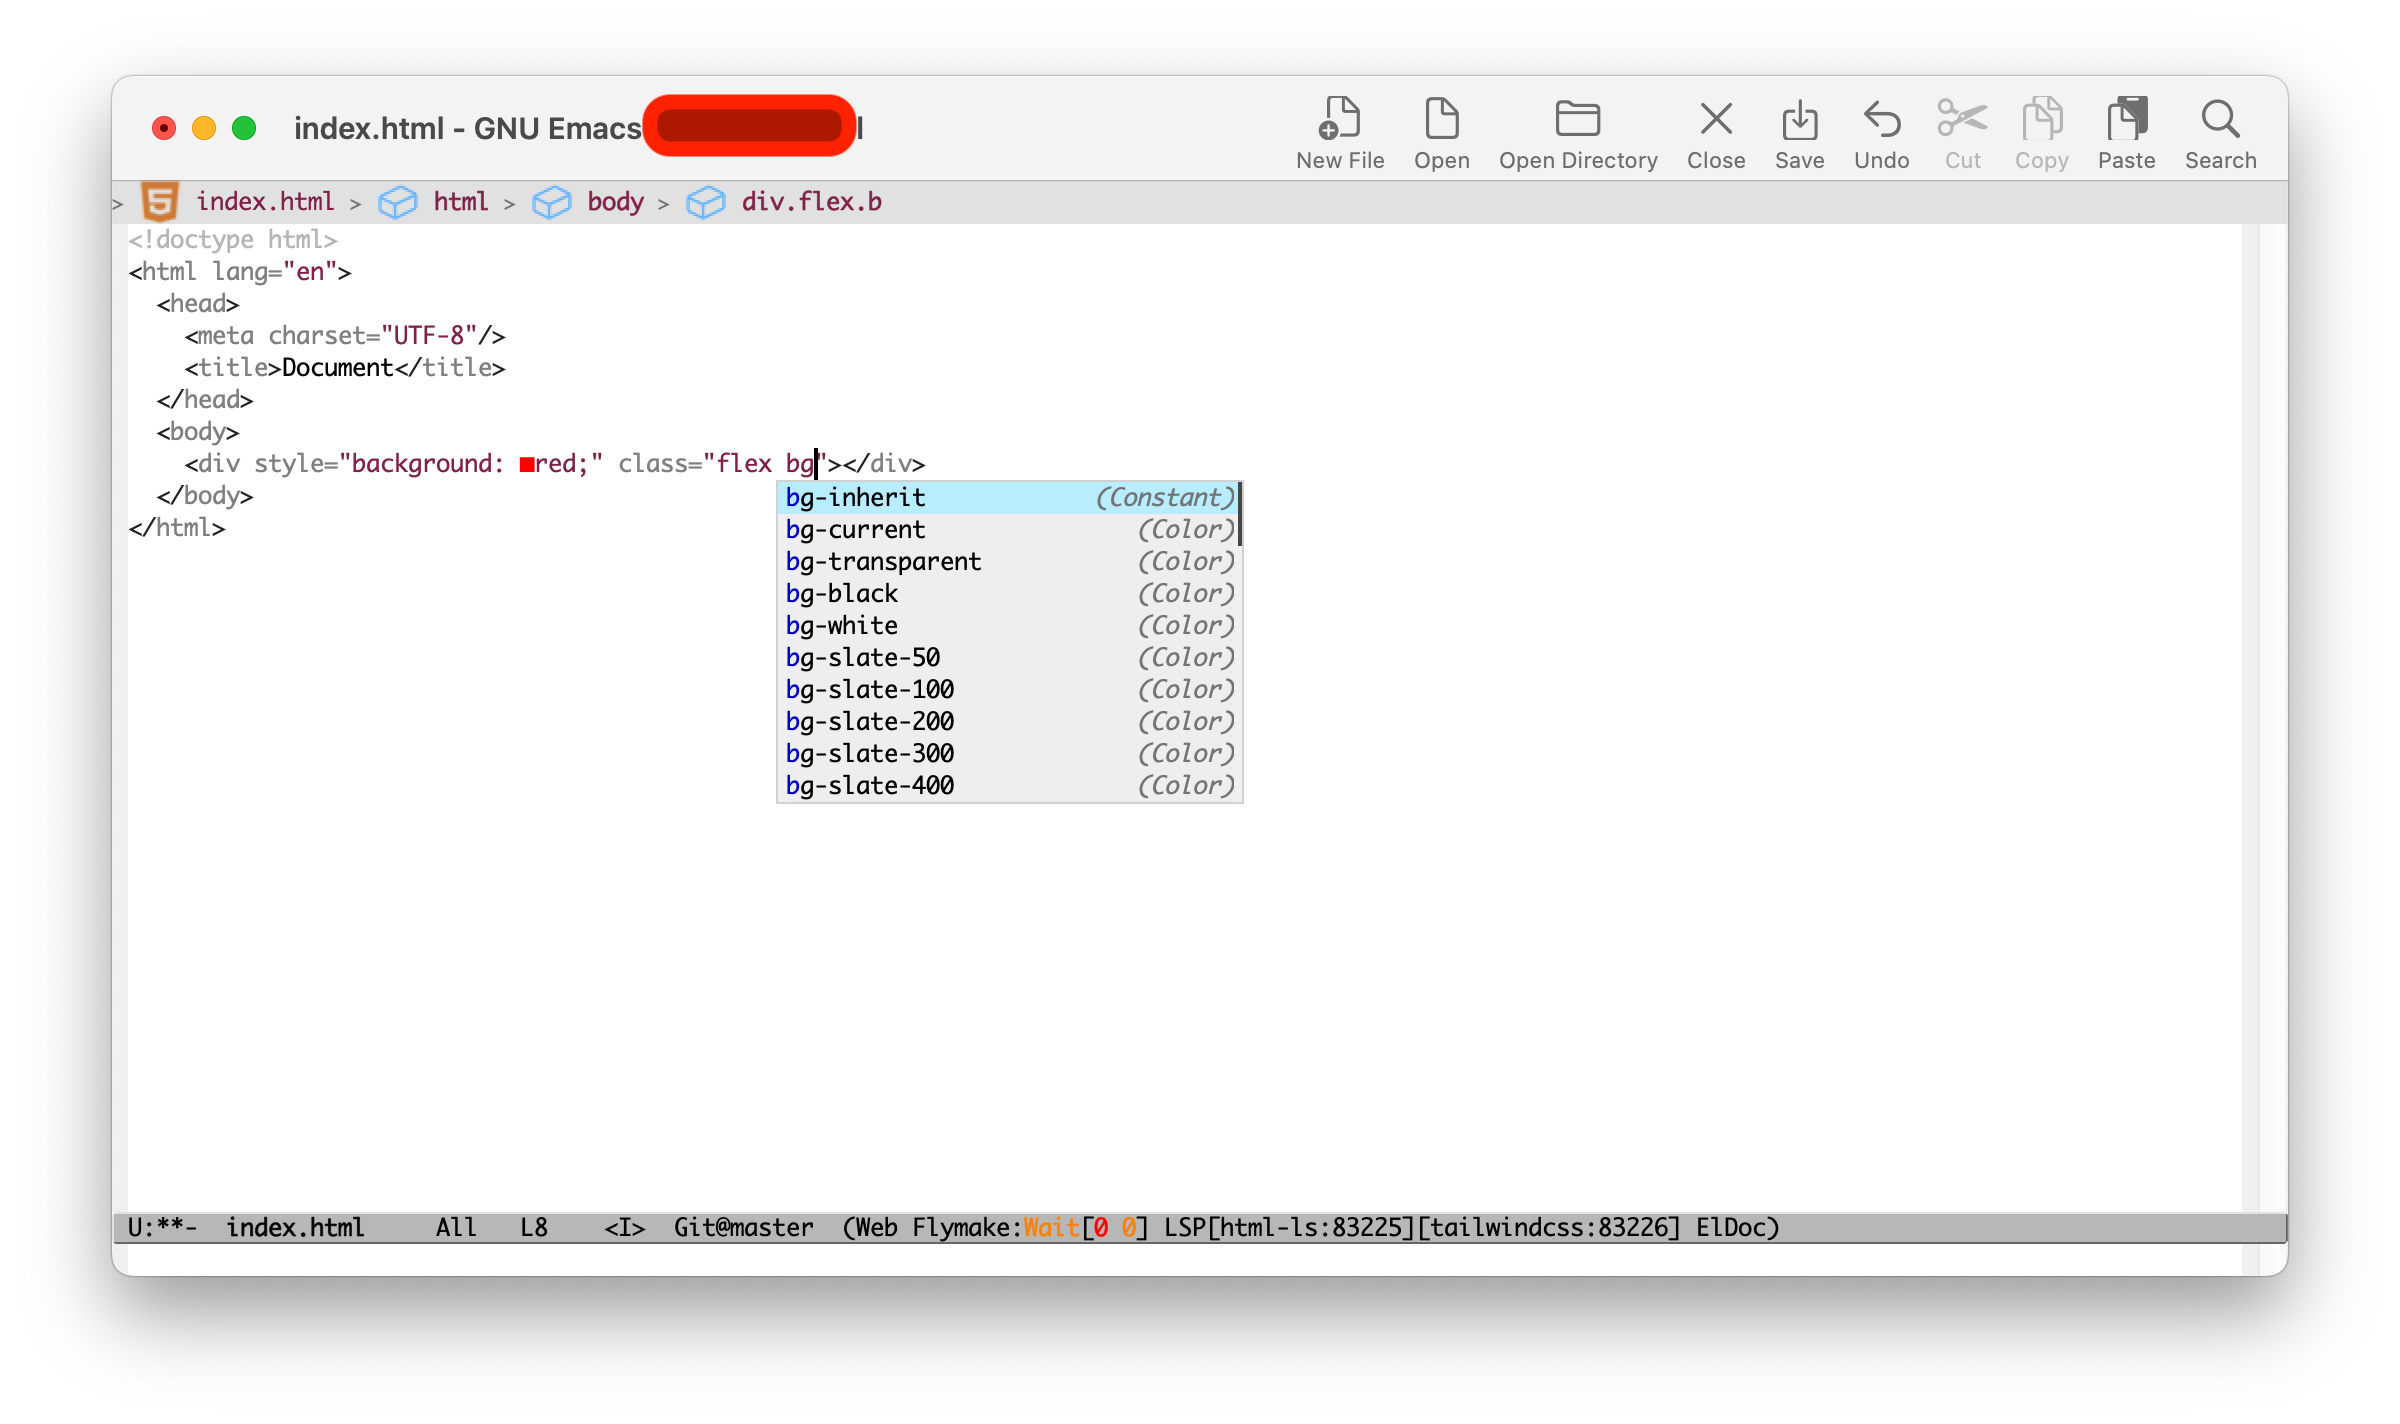 index.html - GNU Emacs
New File Open Open Directory Close Save Undo Cut Copy Paste Search
> index.html > html > body > div.flex.b
<!doctype html>
<html lang="en">
  <head>
    <meta charset="UTF-8"/>
    <title>Document</title>
  </head>
  <body>
    <div style="background: red;" class="flex bg"></div>
  </body>
</html>
bg-inherit (Constant)
bg-current (Color)
bg-transparent (Color)
bg-black (Color)
bg-white (Color)
bg-slate-50 (Color)
bg-slate-100 (Color)
bg-slate-200 (Color)
bg-slate-300 (Color)
bg-slate-400 (Color)
U:**- index.html All L8 <I> Git@master (Web Flymake:Wait[0 0] LSP[html-ls:83225][tailwindcss:83226] ElDoc)